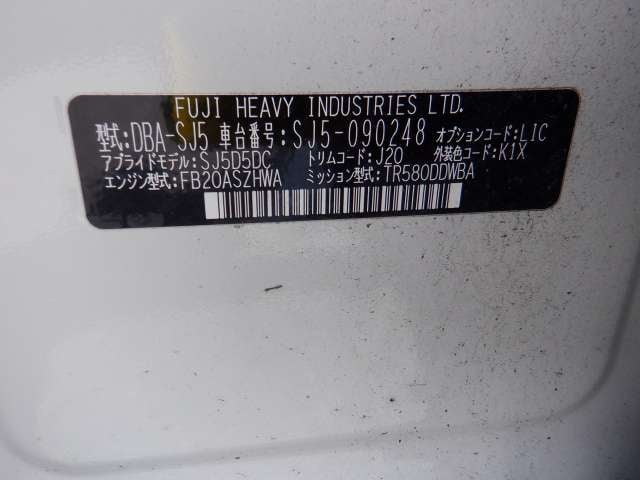 FUJI HEAVY INDUSTRIES LTD.
型式:DBA-SJ5 車台番号:SJ5-090248 オプションコード:LIC
アプライドモデル:SJ5D5DC トリムコード:J20 外装色コード:K1X
エンジン型式:FB20ASZHWA ミッション型式:TR580DDWBA